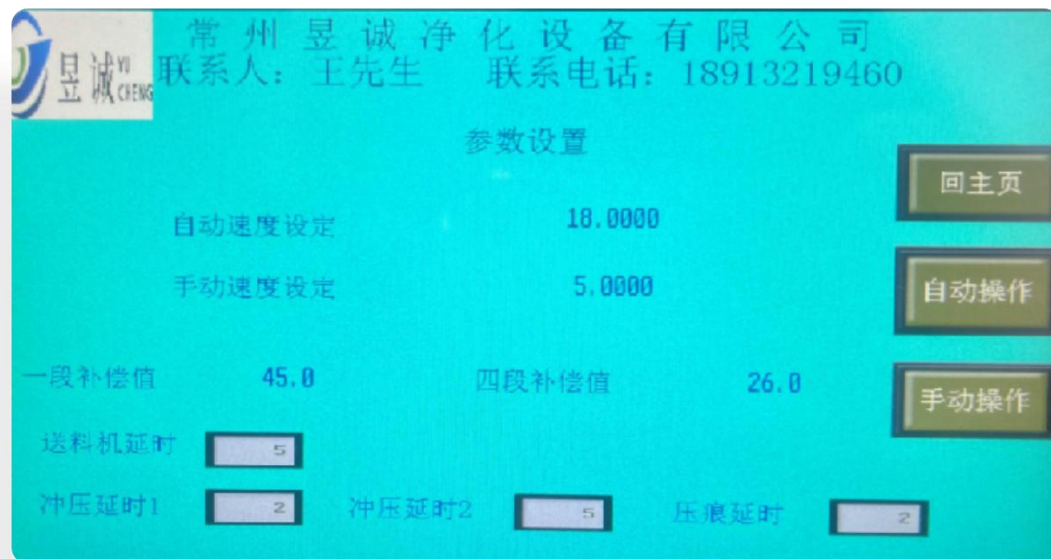 常州昱诚净化设备有限公司
昱诚 YU CHENG 联系人：王先生 联系电话：18913219460
参数设置
回主页
自动速度设定 18.0000
手动速度设定 5.0000
自动操作
一段补偿值 45.0 四段补偿值 26.0
手动操作
送料机延时 5
冲压延时1 2 冲压延时2 5 压痕延时 2